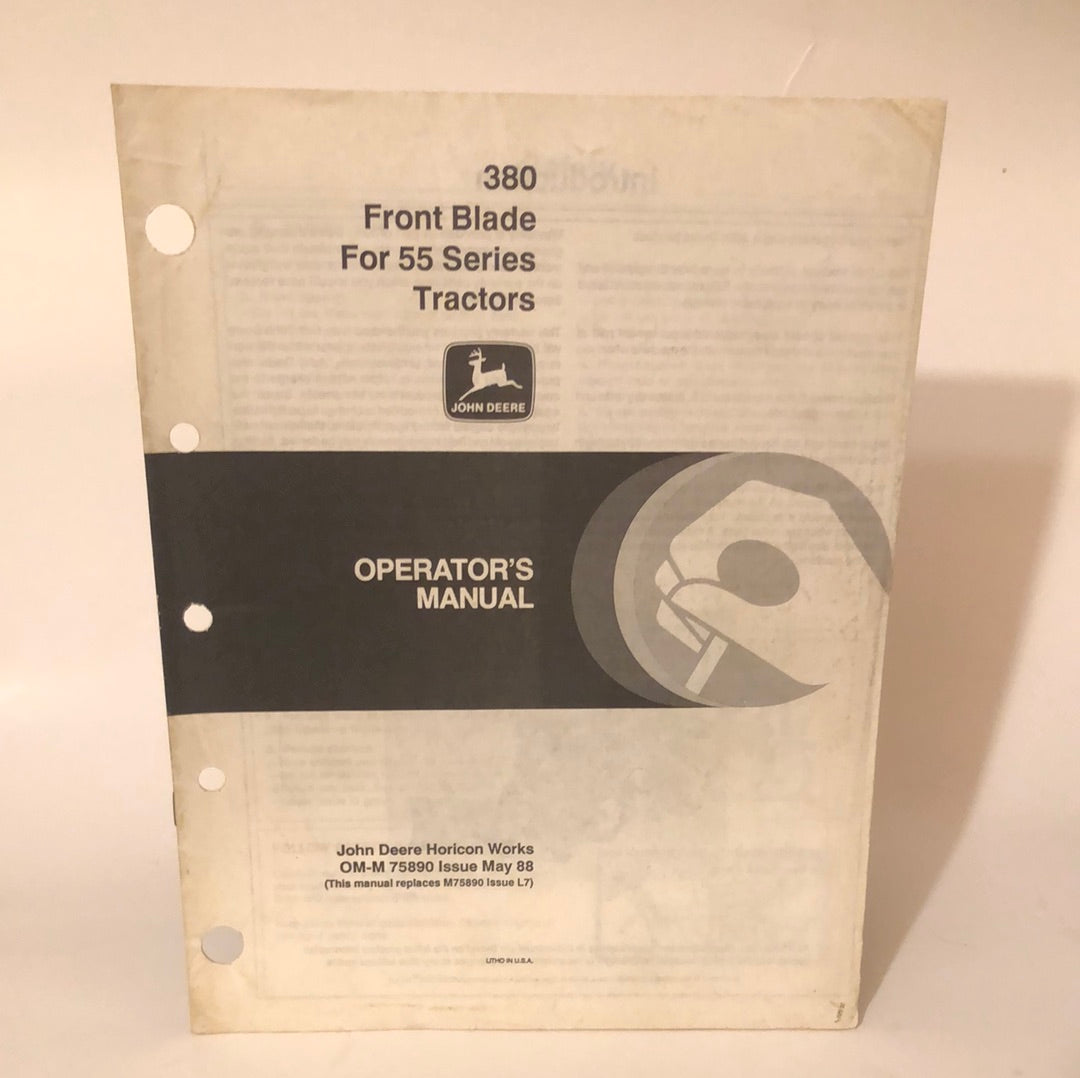 380
Front Blade
For 55 Series
Tractors
JOHN DEERE
OPERATOR'S
MANUAL
John Deere Horicon Works
OM-M 75890 Issue May 88
(This manual replaces M75890 Issue L7)
LITHO IN U.S.A.